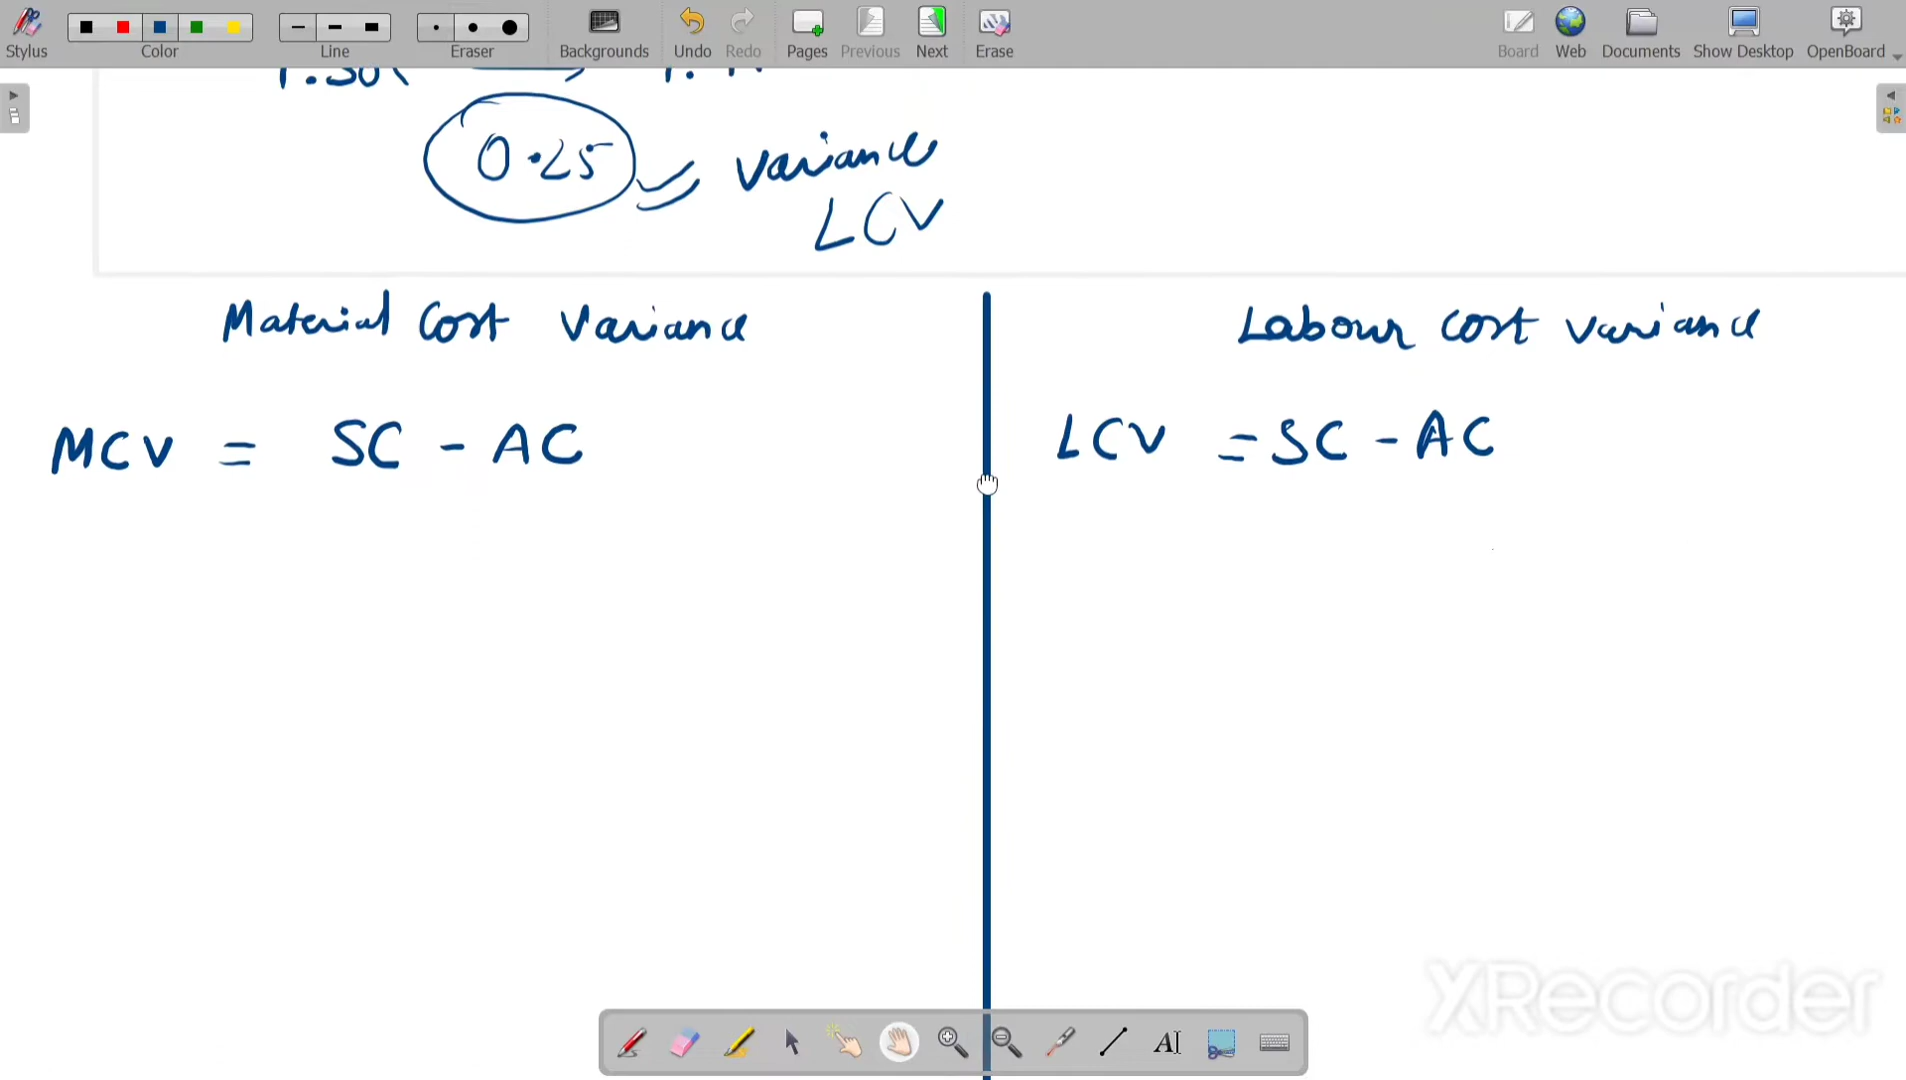 Stylus Color Line Eraser Backgrounds Undo Redo Pages Previous Next Erase Board Web Documents Show Desktop OpenBoard
0.25 variance
LCV
Material Cost Variance
Labour cost variance
MCV = SC - AC
LCV = SC - AC
XRecorder